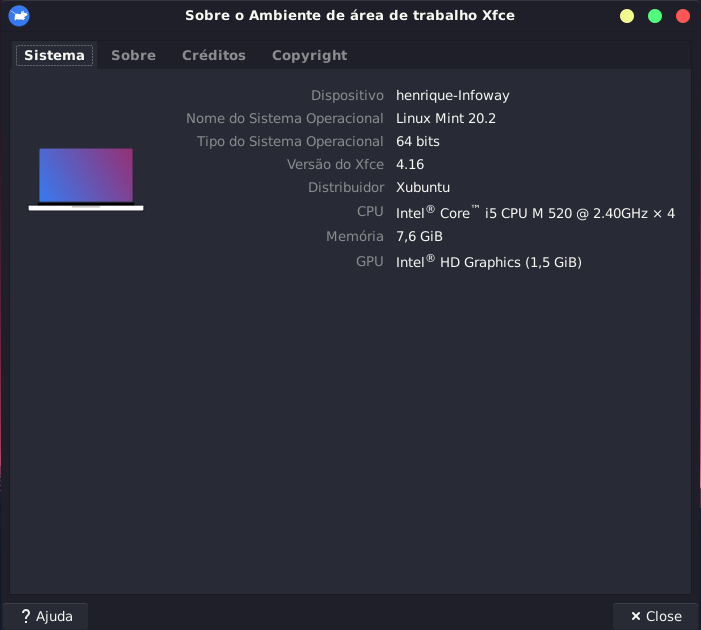 Sobre o Ambiente de área de trabalho Xfce
Sistema Sobre Créditos Copyright
Dispositivo henrique-Infoway
Nome do Sistema Operacional Linux Mint 20.2
Tipo do Sistema Operacional 64 bits
Versão do Xfce 4.16
Distribuidor Xubuntu
CPU Intel® Core™ i5 CPU M 520 @ 2.40GHz × 4
Memória 7,6 GiB
GPU Intel® HD Graphics (1,5 GiB)
? Ajuda × Close